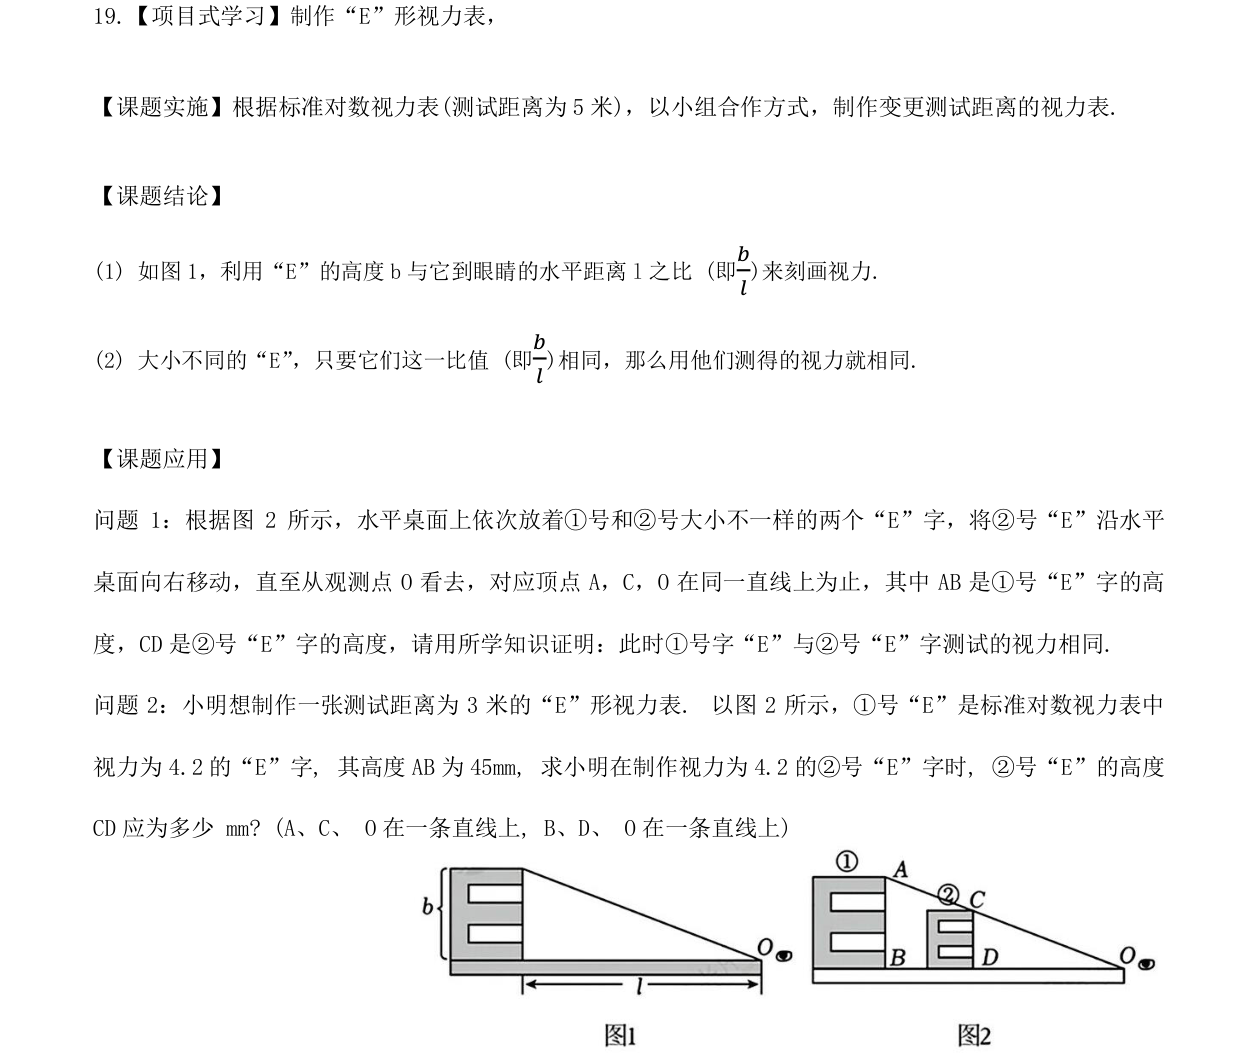 19.【项目式学习】制作“E”形视力表，
【课题实施】根据标准对数视力表(测试距离为5米)，以小组合作方式，制作变更测试距离的视力表.
【课题结论】
(1) 如图1，利用“E”的高度b与它到眼睛的水平距离l之比 (即b/l)来刻画视力.
(2) 大小不同的“E”，只要它们这一比值 (即b/l)相同，那么用他们测得的视力就相同.
【课题应用】
问题 1：根据图 2 所示，水平桌面上依次放着①号和②号大小不一样的两个“E”字，将②号“E”沿水平
桌面向右移动，直至从观测点O看去，对应顶点A，C，O在同一直线上为止，其中AB是①号“E”字的高
度，CD是②号“E”字的高度，请用所学知识证明：此时①号字“E”与②号“E”字测试的视力相同.
问题2：小明想制作一张测试距离为3米的“E”形视力表. 以图2所示，①号“E”是标准对数视力表中
视力为4.2的“E”字, 其高度AB为45mm, 求小明在制作视力为4.2的②号“E”字时, ②号“E”的高度
CD应为多少 mm? (A、C、 O在一条直线上, B、D、 O在一条直线上)
b O l
① A ② C B D O
图1 图2